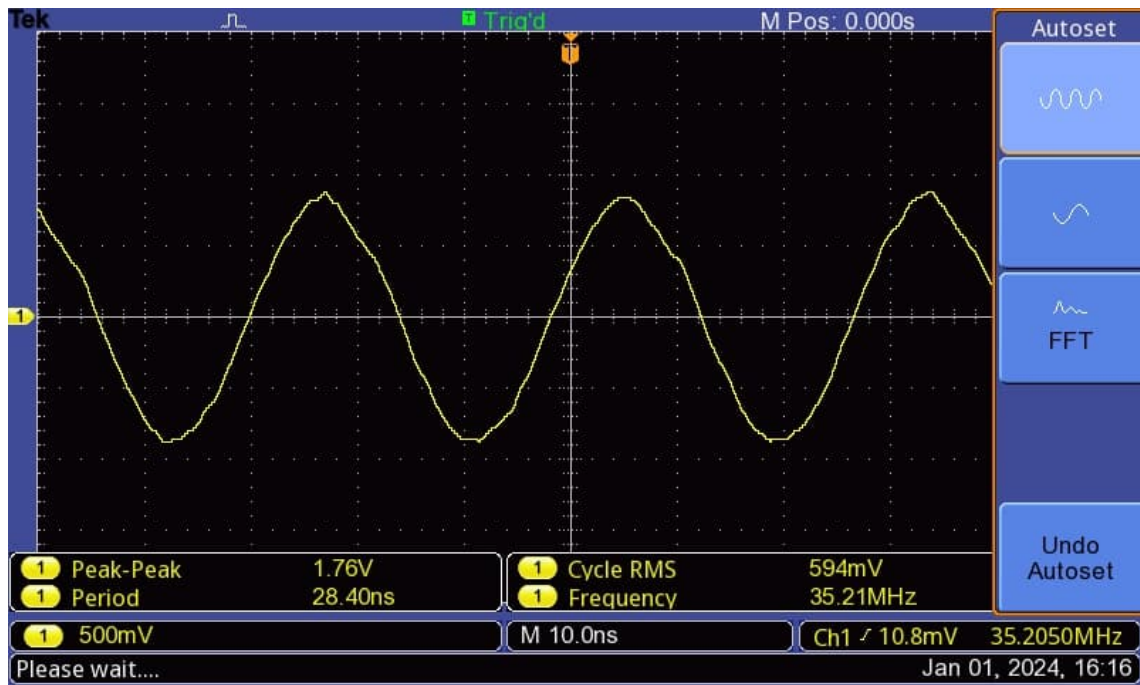 Tek T Trig'd M Pos: 0.000s
Autoset
T
1
FFT
1 Peak-Peak 1.76V 1 Cycle RMS 594mV
1 Period 28.40ns 1 Frequency 35.21MHz
Undo
Autoset
1 500mV M 10.0ns Ch1 10.8mV 35.2050MHz
Please wait.... Jan 01, 2024, 16:16